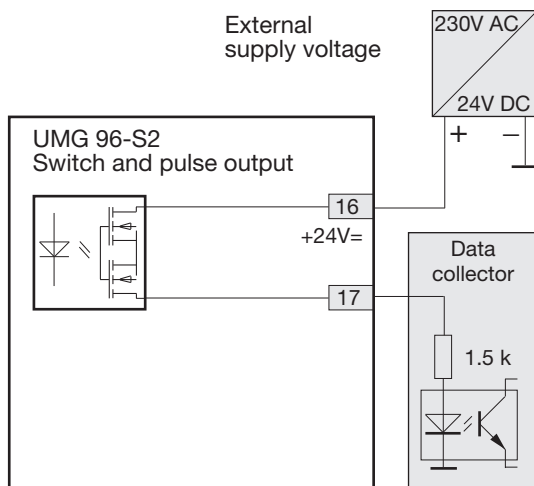 External
supply voltage
230V AC
24V DC
+ −
UMG 96-S2
Switch and pulse output
16
+24V=
17
Data
collector
1.5 k